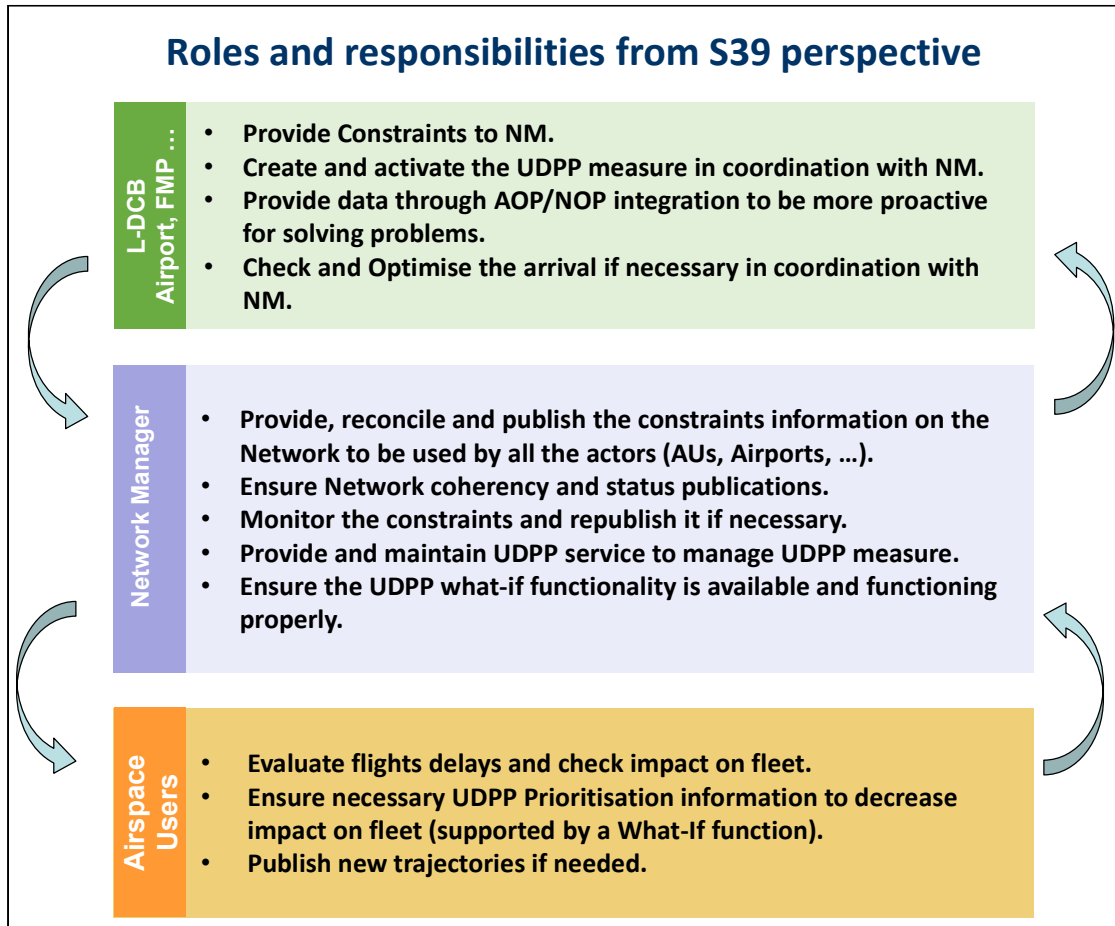 Roles and responsibilities from S39 perspective
L-DCB
Airport, FMP ...
• Provide Constraints to NM.
• Create and activate the UDPP measure in coordination with NM.
• Provide data through AOP/NOP integration to be more proactive
for solving problems.
• Check and Optimise the arrival if necessary in coordination with
NM.
Network Manager
• Provide, reconcile and publish the constraints information on the
Network to be used by all the actors (AUs, Airports, ...).
• Ensure Network coherency and status publications.
• Monitor the constraints and republish it if necessary.
• Provide and maintain UDPP service to manage UDPP measure.
• Ensure the UDPP what-if functionality is available and functioning
properly.
Airspace
Users
• Evaluate flights delays and check impact on fleet.
• Ensure necessary UDPP Prioritisation information to decrease
impact on fleet (supported by a What-If function).
• Publish new trajectories if needed.